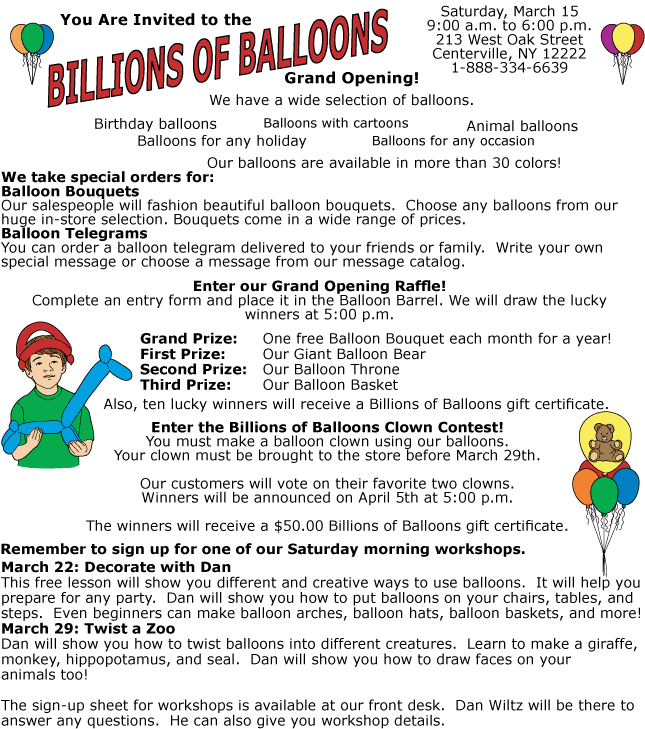 You Are Invited to the
BILLIONS OF BALLOONS
Grand Opening!
Saturday, March 15
9:00 a.m. to 6:00 p.m.
213 West Oak Street
Centerville, NY 12222
1-888-334-6639
We have a wide selection of balloons.
Birthday balloons Balloons with cartoons Animal balloons
Balloons for any holiday Balloons for any occasion
Our balloons are available in more than 30 colors!
We take special orders for:
Balloon Bouquets
Our salespeople will fashion beautiful balloon bouquets. Choose any balloons from our
huge in-store selection. Bouquets come in a wide range of prices.
Balloon Telegrams
You can order a balloon telegram delivered to your friends or family. Write your own
special message or choose a message from our message catalog.
Enter our Grand Opening Raffle!
Complete an entry form and place it in the Balloon Barrel. We will draw the lucky
winners at 5:00 p.m.
Grand Prize: One free Balloon Bouquet each month for a year!
First Prize: Our Giant Balloon Bear
Second Prize: Our Balloon Throne
Third Prize: Our Balloon Basket
Also, ten lucky winners will receive a Billions of Balloons gift certificate.
Enter the Billions of Balloons Clown Contest!
You must make a balloon clown using our balloons.
Your clown must be brought to the store before March 29th.
Our customers will vote on their favorite two clowns.
Winners will be announced on April 5th at 5:00 p.m.
The winners will receive a $50.00 Billions of Balloons gift certificate.
Remember to sign up for one of our Saturday morning workshops.
March 22: Decorate with Dan
This free lesson will show you different and creative ways to use balloons. It will help you
prepare for any party. Dan will show you how to put balloons on your chairs, tables, and
steps. Even beginners can make balloon arches, balloon hats, balloon baskets, and more!
March 29: Twist a Zoo
Dan will show you how to twist balloons into different creatures. Learn to make a giraffe,
monkey, hippopotamus, and seal. Dan will show you how to draw faces on your
animals too!
The sign-up sheet for workshops is available at our front desk. Dan Wiltz will be there to
answer any questions. He can also give you workshop details.